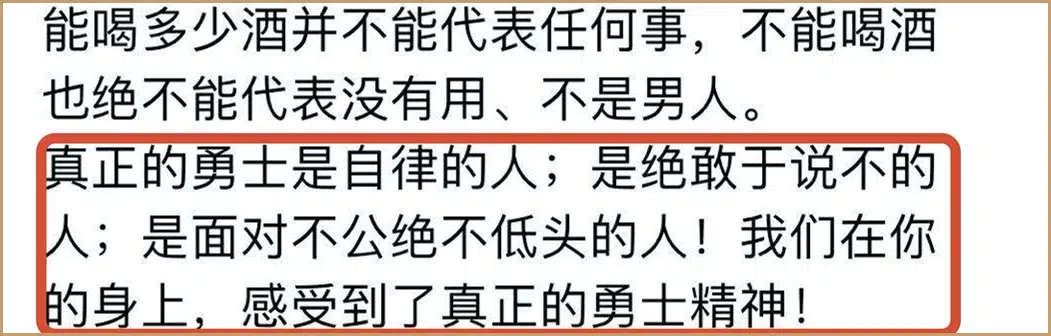 能喝多少酒并不能代表任何事，不能喝酒
也绝不能代表没有用、不是男人。
真正的勇士是自律的人；是绝敢于说不的
人；是面对不公绝不低头的人！我们在你
的身上，感受到了真正的勇士精神！